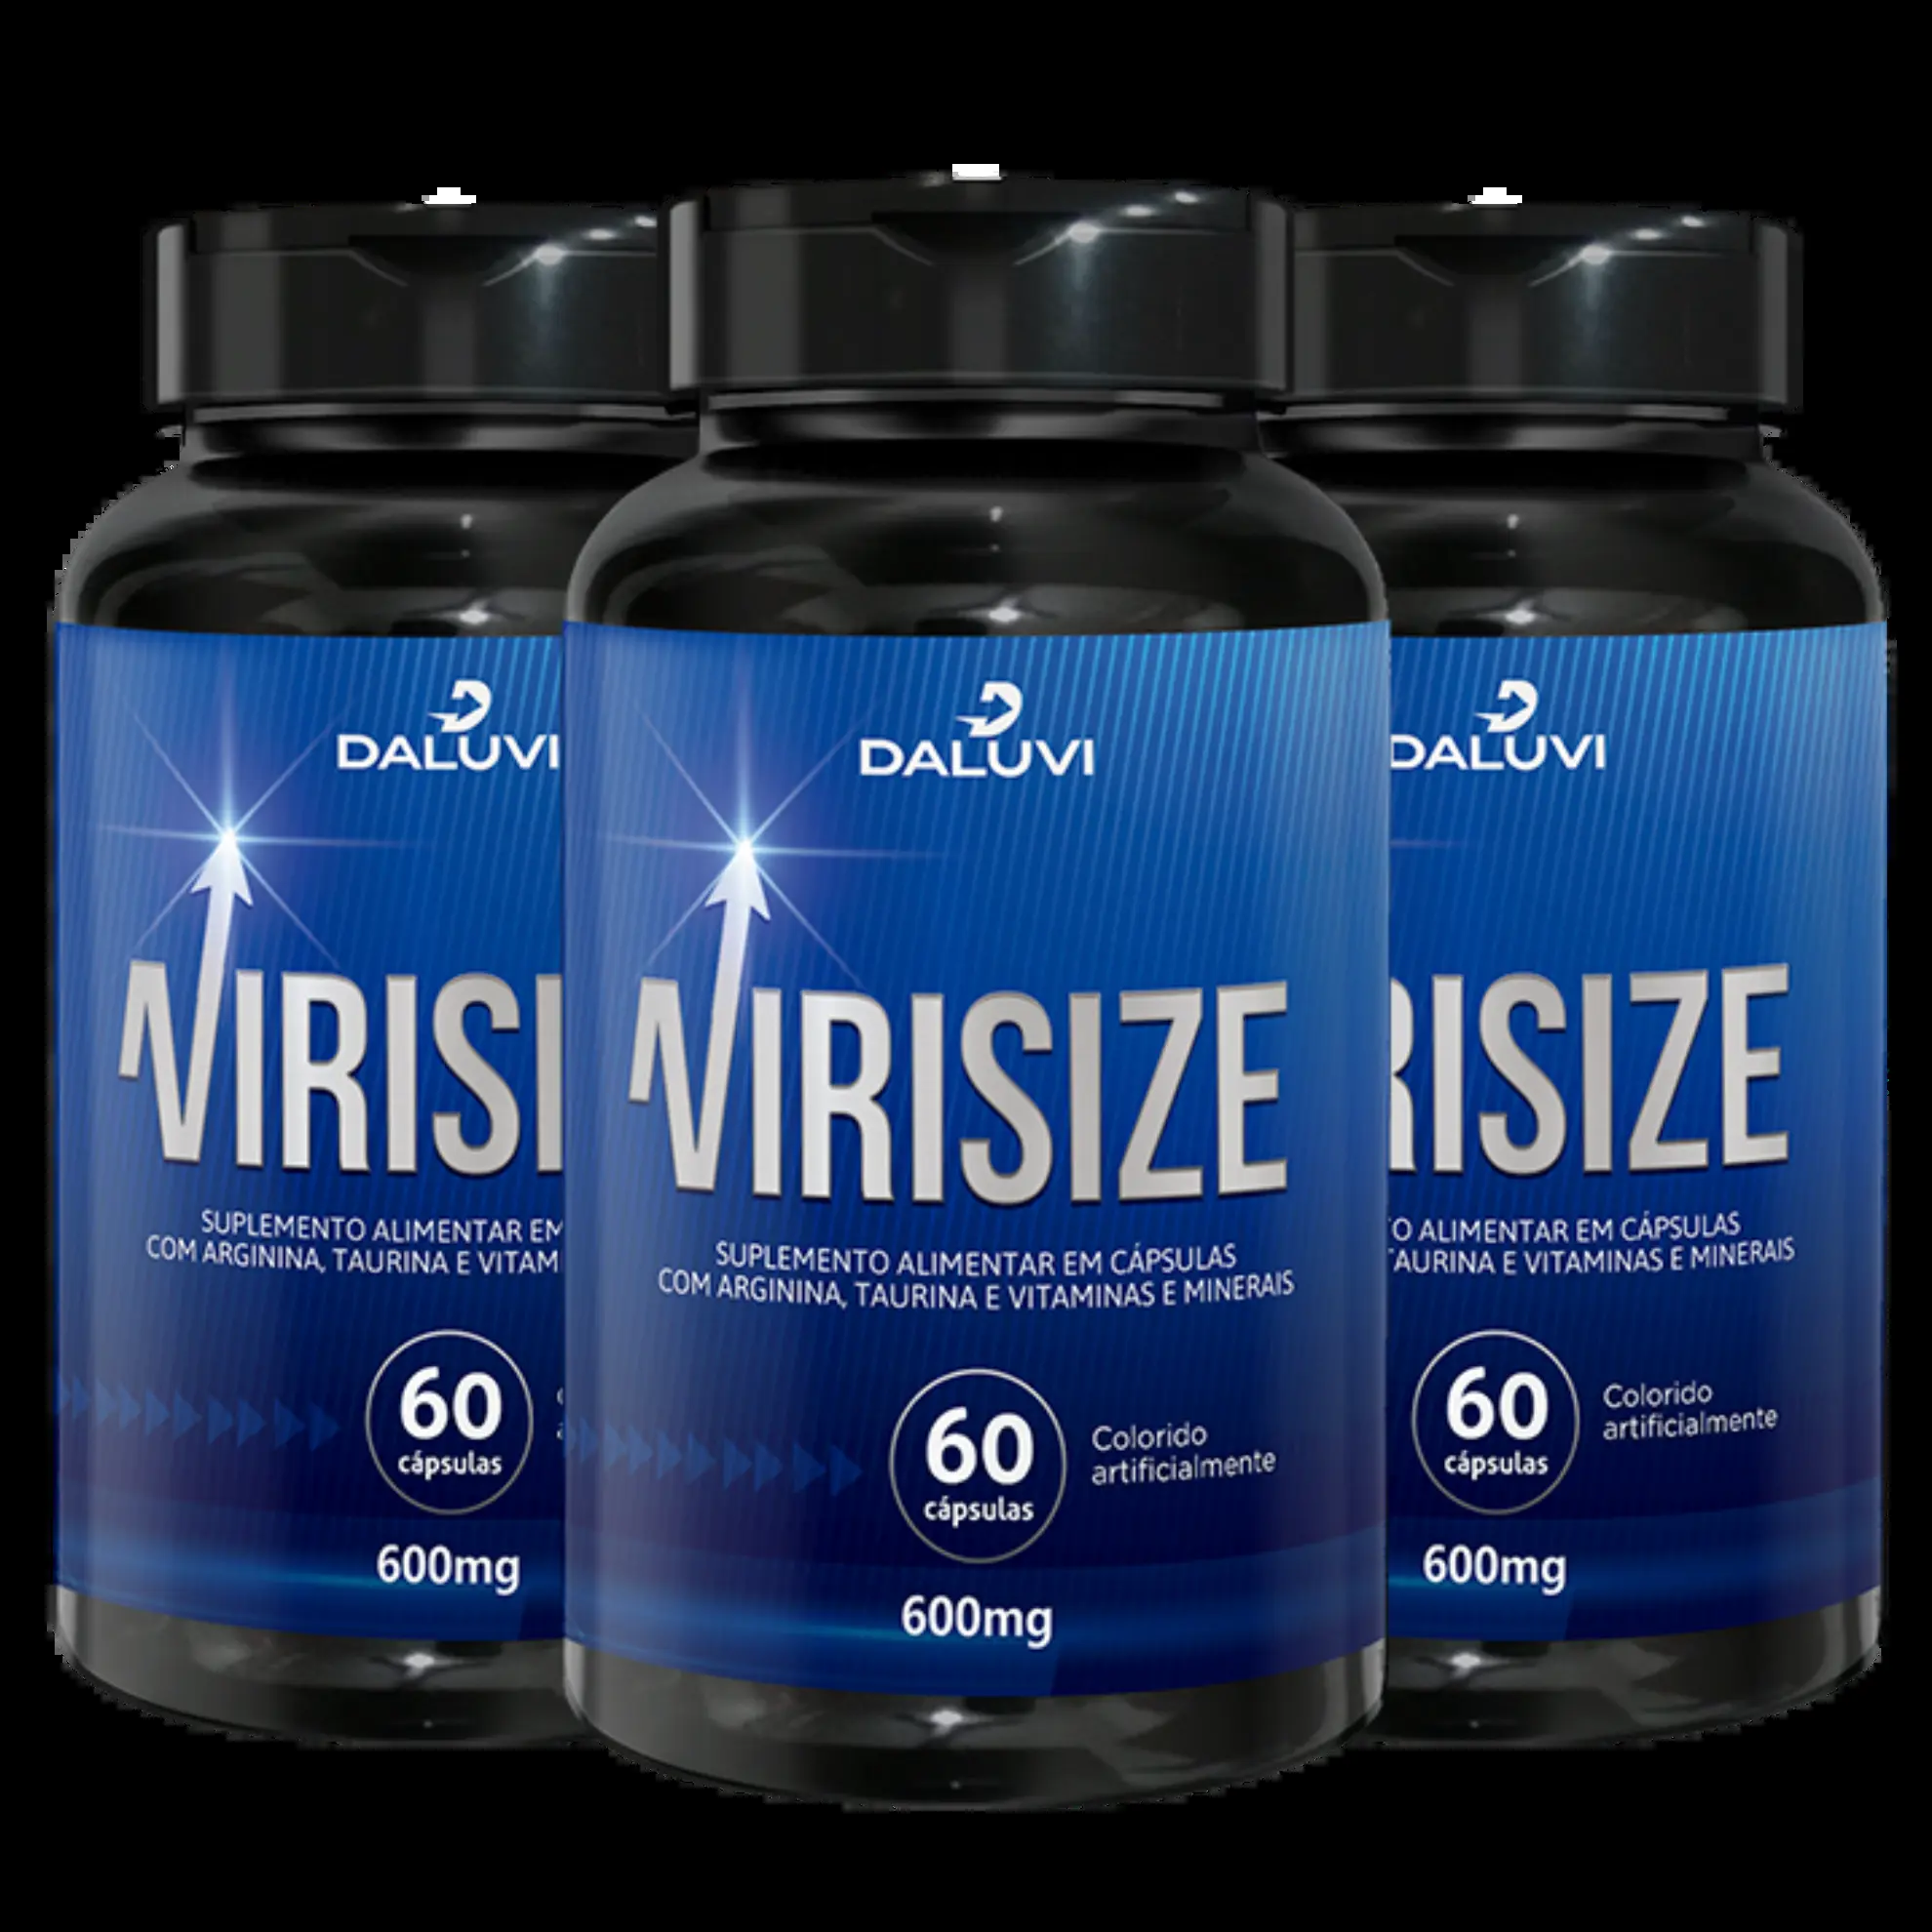 DALUVI
VIRISI
SUPLEMENTO ALIMENTAR EM
COM ARGININA, TAURINA E VITAM
60
cápsulas
600mg
DALUVI
VIRISIZE
SUPLEMENTO ALIMENTAR EM CÁPSULAS
COM ARGININA, TAURINA E VITAMINAS E MINERAIS
60
cápsulas
Colorido
artificialmente
600mg
DALUVI
RISIZE
TO ALIMENTAR EM CÁPSULAS
TAURINA E VITAMINAS E MINERAIS
60
cápsulas
Colorido
artificialmente
600mg